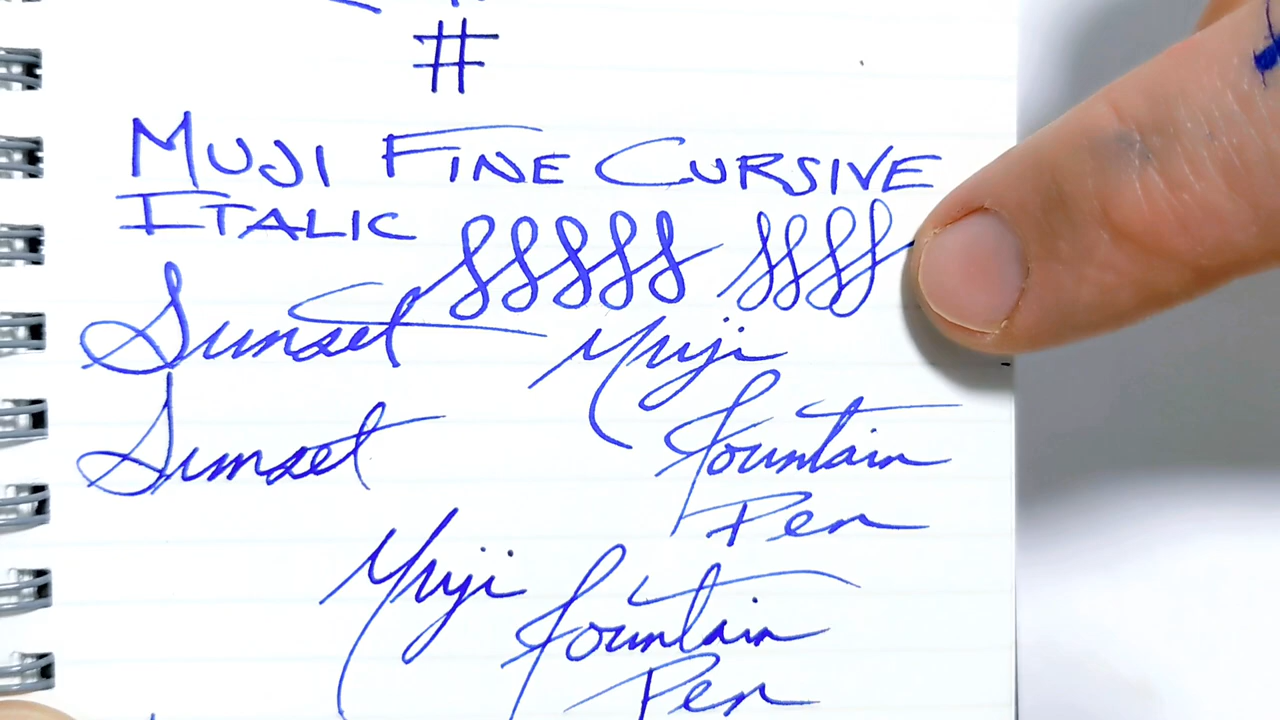 #
MUJI FINE CURSIVE
ITALIC
Sunset Muji
Sunset fountain
Pen
Muji fountain
Pen